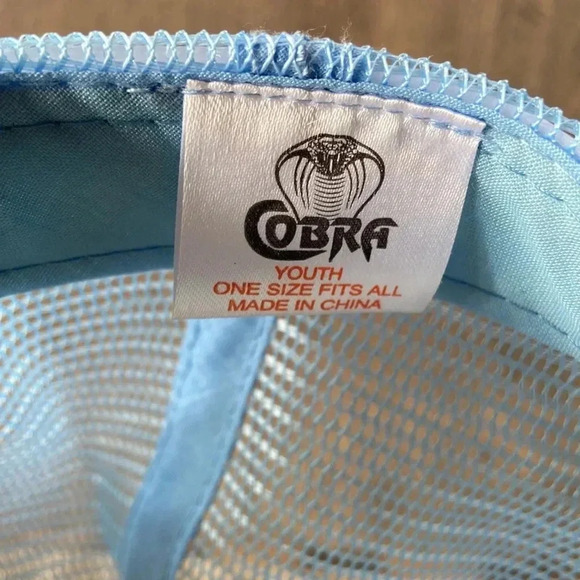 COBRA
YOUTH
ONE SIZE FITS ALL
MADE IN CHINA